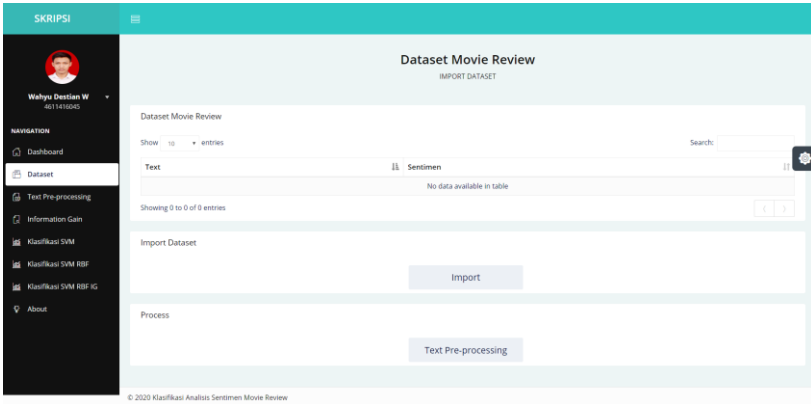 SKRIPSI
Wahyu Destian W
4611416045
NAVIGATION
Dashboard
Dataset
Text Pre-processing
Information Gain
Klasifikasi SVM
Klasifikasi SVM RBF
Klasifikasi SVM RBF IG
About
Dataset Movie Review
IMPORT DATASET
Dataset Movie Review
Show 10 entries Search:
Text Sentimen
No data available in table
Showing 0 to 0 of 0 entries
Import Dataset
Import
Process
Text Pre-processing
© 2020 Klasifikasi Analisis Sentimen Movie Review